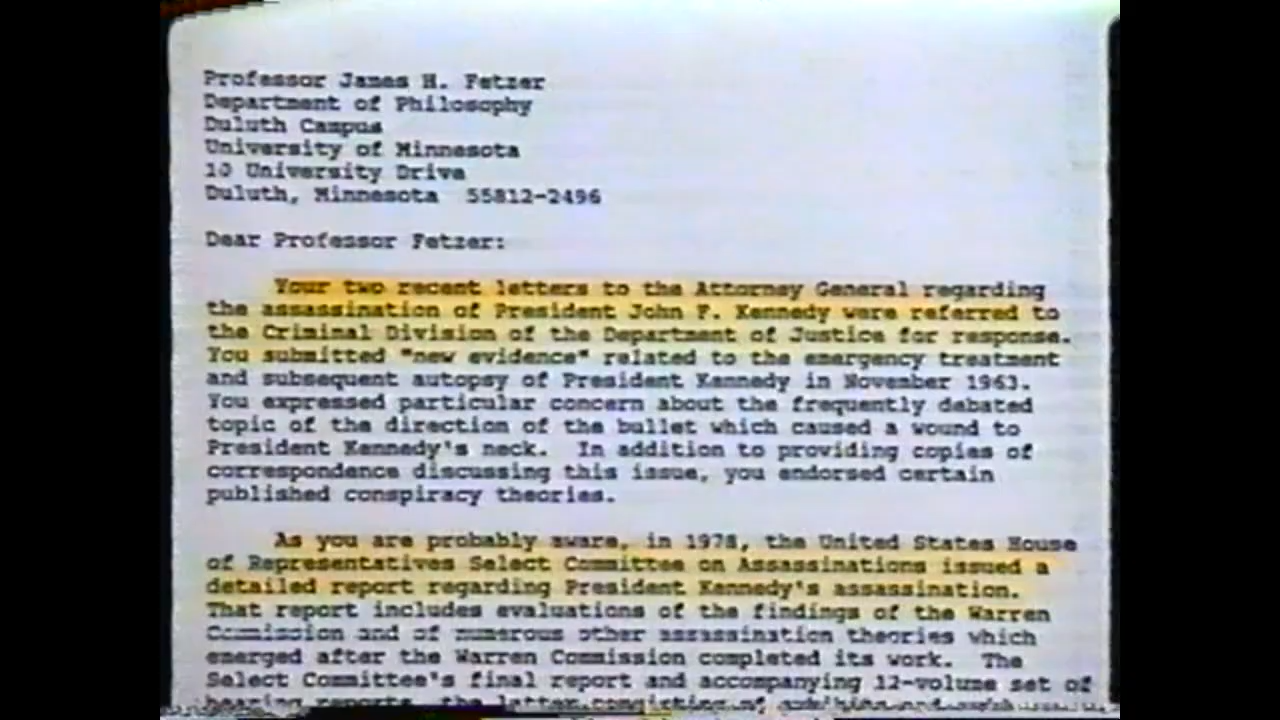 Professor James H. Fetzer
Department of Philosophy
Duluth Campus
University of Minnesota
10 University Drive
Duluth, Minnesota 55812-2496
Dear Professor Fetzer:
Your two recent letters to the Attorney General regarding
the assassination of President John F. Kennedy were referred to
the Criminal Division of the Department of Justice for response.
You submitted "new evidence" related to the emergency treatment
and subsequent autopsy of President Kennedy in November 1963.
You expressed particular concern about the frequently debated
topic of the direction of the bullet which caused a wound to
President Kennedy's neck. In addition to providing copies of
correspondence discussing this issue, you endorsed certain
published conspiracy theories.
As you are probably aware, in 1978, the United States House
of Representatives Select Committee on Assassinations issued a
detailed report regarding President Kennedy's assassination.
That report includes evaluations of the findings of the Warren
Commission and of numerous other assassination theories which
emerged after the Warren Commission completed its work. The
Select Committee's final report and accompanying 12-volume set of
hearing reports, the latter consisting of